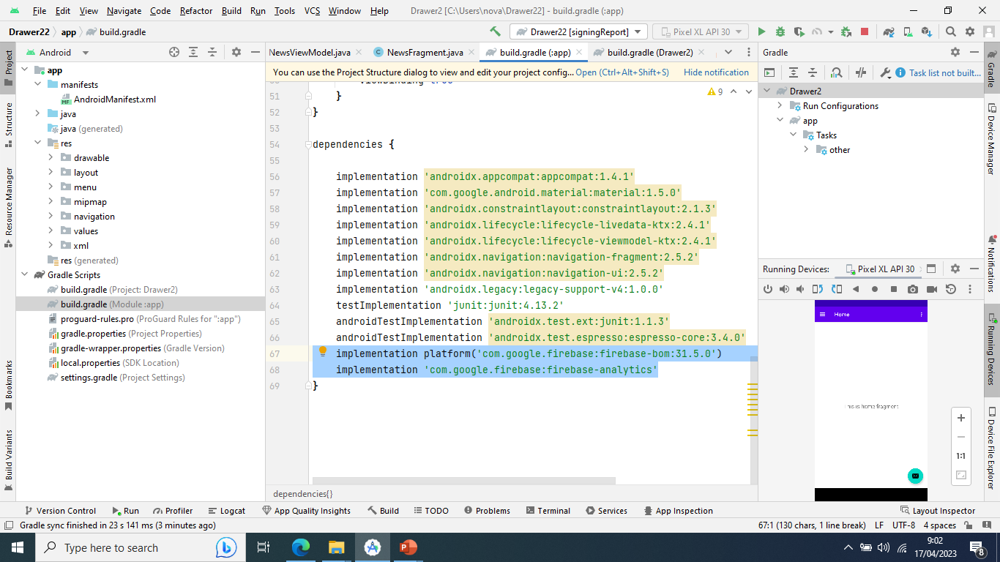 File Edit View Navigate Code Refactor Build Run Tools VCS Window Help Drawer2 [C:\Users\nova\Drawer22] - build.gradle (:app)
Drawer22 app build.gradle
Drawer22 [signingReport]
Pixel XL API 30
Project
Structure
Resource Manager
Bookmarks
Build Variants
Android
app
manifests
AndroidManifest.xml
java
java (generated)
res
drawable
layout
menu
mipmap
navigation
values
xml
res (generated)
Gradle Scripts
build.gradle (Project: Drawer2)
build.gradle (Module :app)
proguard-rules.pro (ProGuard Rules for ":app")
gradle.properties (Project Properties)
gradle-wrapper.properties (Gradle Version)
local.properties (SDK Location)
settings.gradle (Project Settings)
NewsViewModel.java NewsFragment.java build.gradle (:app) build.gradle (Drawer2)
You can use the Project Structure dialog to view and edit your project config... Open (Ctrl+Alt+Shift+S) Hide notification
9
51 }
52 }
53
54 dependencies {
55
56 implementation 'androidx.appcompat:appcompat:1.4.1'
57 implementation 'com.google.android.material:material:1.5.0'
58 implementation 'androidx.constraintlayout:constraintlayout:2.1.3'
59 implementation 'androidx.lifecycle:lifecycle-livedata-ktx:2.4.1'
60 implementation 'androidx.lifecycle:lifecycle-viewmodel-ktx:2.4.1'
61 implementation 'androidx.navigation:navigation-fragment:2.5.2'
62 implementation 'androidx.navigation:navigation-ui:2.5.2'
63 implementation 'androidx.legacy:legacy-support-v4:1.0.0'
64 testImplementation 'junit:junit:4.13.2'
65 androidTestImplementation 'androidx.test.ext:junit:1.1.3'
66 androidTestImplementation 'androidx.test.espresso:espresso-core:3.4.0'
67 implementation platform('com.google.firebase:firebase-bom:31.5.0')
68 implementation 'com.google.firebase:firebase-analytics'
69 }
dependencies{}
Gradle
Task list not built...
Drawer2
Run Configurations
app
Tasks
other
Running Devices: Pixel XL API 30
Home
This is home fragment
1:1
Gradle
Device Manager
Notifications
Running Devices
Device File Explorer
Version Control Run Profiler Logcat App Quality Insights Build TODO Problems Terminal Services App Inspection Layout Inspector
Gradle sync finished in 23 s 141 ms (3 minutes ago) 67:1 (130 chars, 1 line break) LF UTF-8 4 spaces
Type here to search
9:02
17/04/2023
8